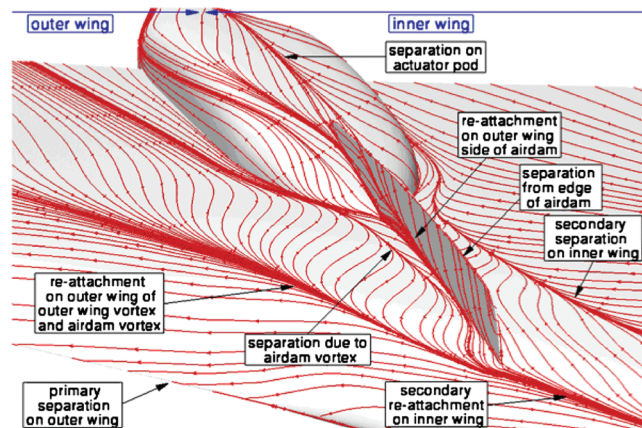 outer wing
inner wing
separation on
actuator pod
re-attachment
on outer wing
side of airdam
separation
from edge
of airdam
secondary
separation
on inner wing
re-attachment
on outer wing of
outer wing vortex
and airdam vortex
separation due to
airdam vortex
primary
separation
on outer wing
secondary
re-attachment
on inner wing